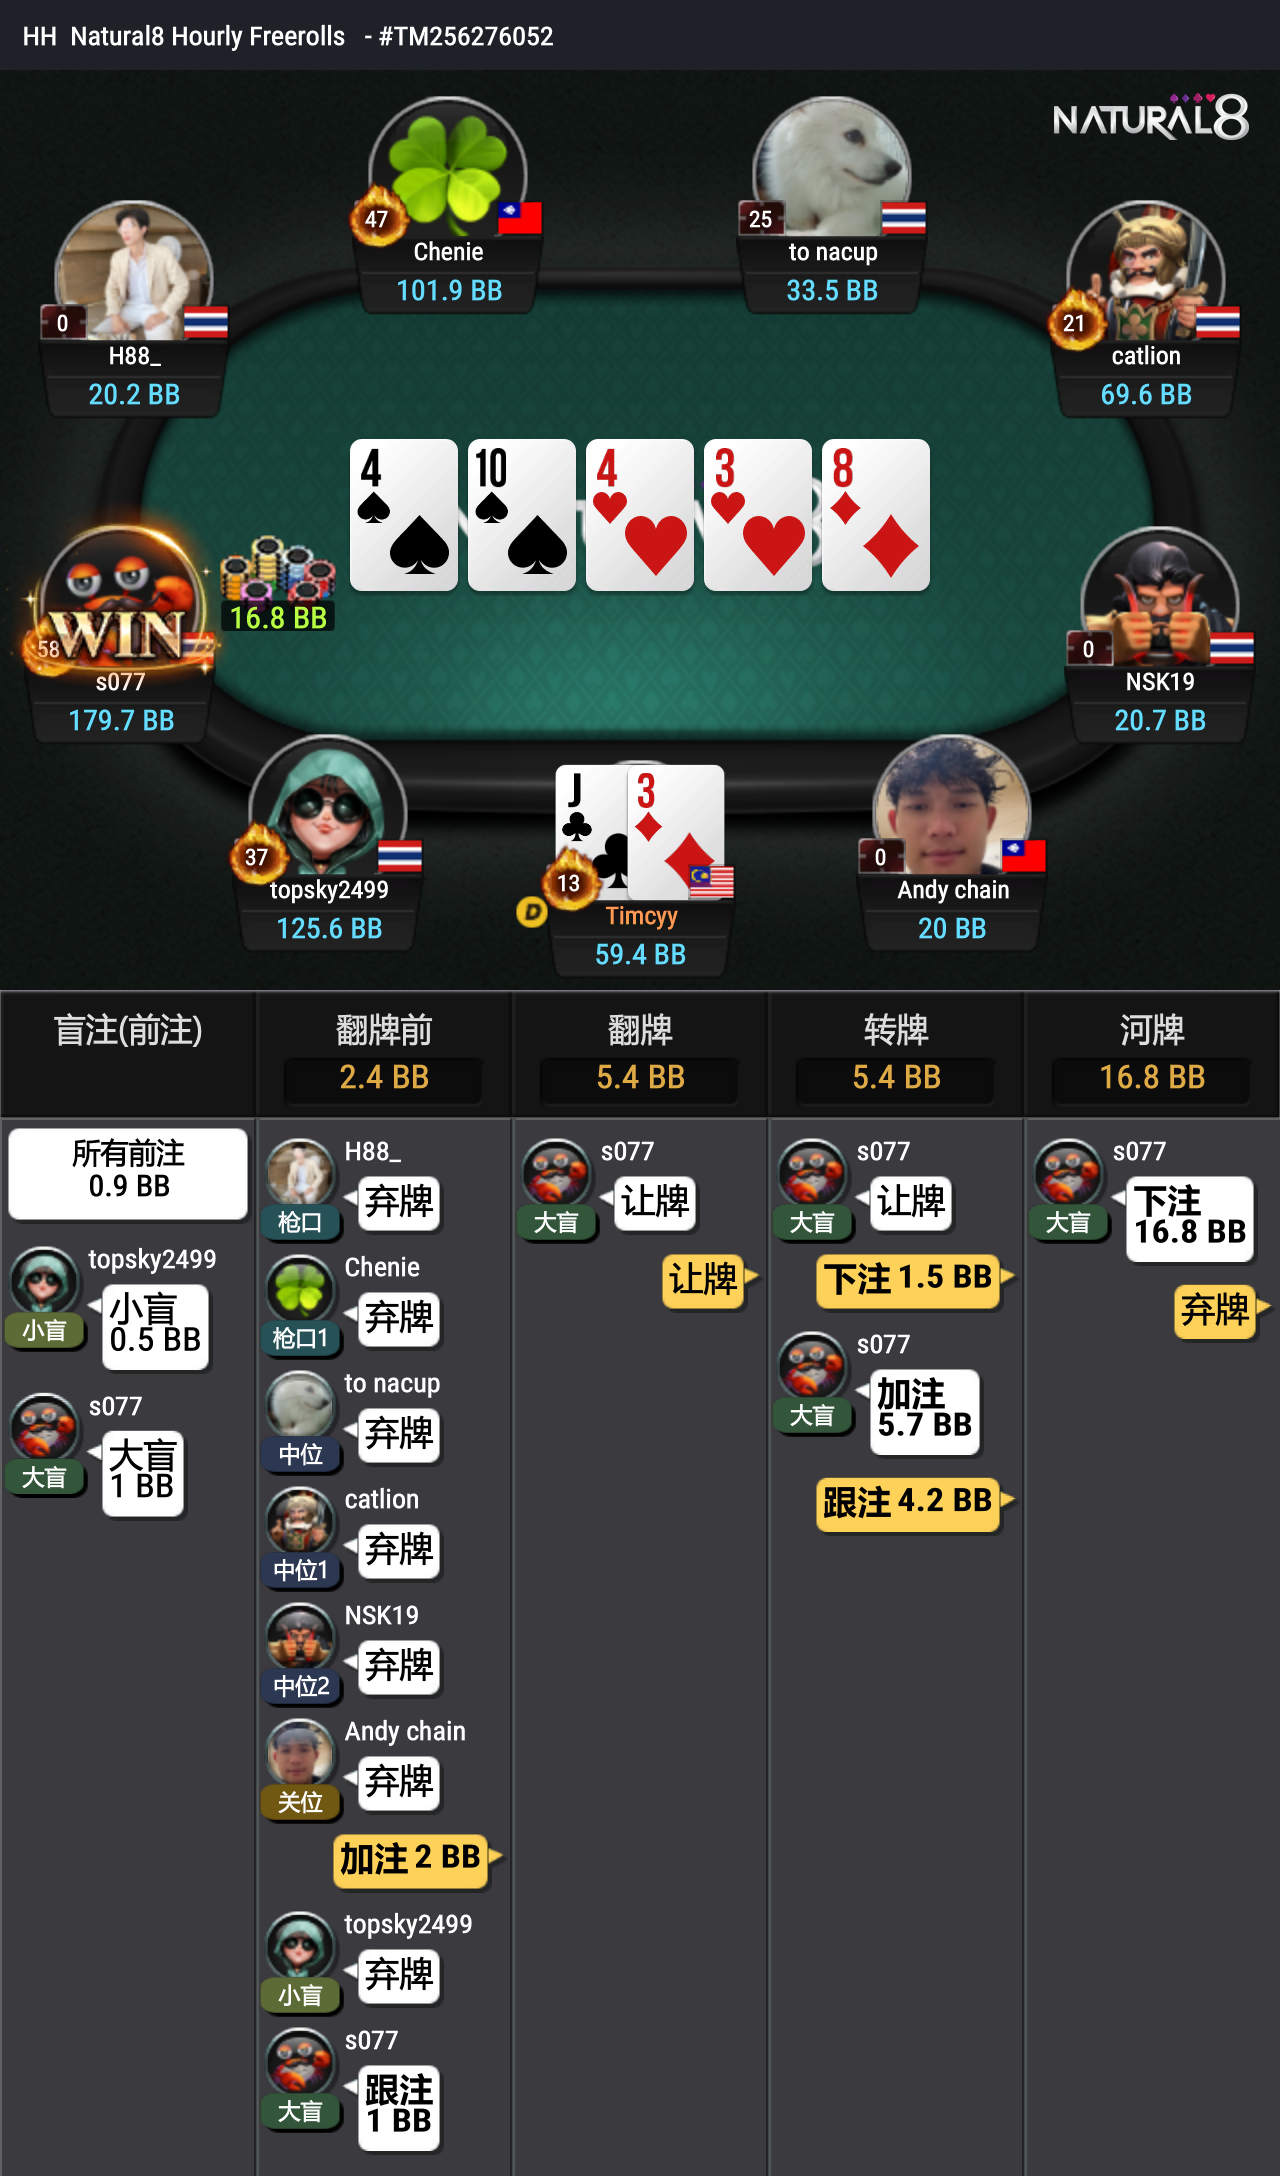 HH Natural8 Hourly Freerolls - #TM256276052
NATURAL8
47
Chenie
101.9 BB
25
to nacup
33.5 BB
0
H88_
20.2 BB
21
catlion
69.6 BB
4 10 4 3 8
WIN
58
s077
179.7 BB
16.8 BB
0
NSK19
20.7 BB
37
topsky2499
125.6 BB
J 3
13
D
Timcyy
59.4 BB
0
Andy chain
20 BB
盲注(前注)
所有前注
0.9 BB
topsky2499
小盲
0.5 BB
小盲
s077
大盲
1 BB
大盲
翻牌前
2.4 BB
H88_
弃牌
枪口
Chenie
弃牌
枪口1
to nacup
弃牌
中位
catlion
弃牌
中位1
NSK19
弃牌
中位2
Andy chain
弃牌
关位
加注 2 BB
topsky2499
弃牌
小盲
s077
跟注
1 BB
大盲
翻牌
5.4 BB
s077
让牌
大盲
让牌
转牌
5.4 BB
s077
让牌
大盲
下注 1.5 BB
s077
加注
5.7 BB
大盲
跟注 4.2 BB
河牌
16.8 BB
s077
下注
16.8 BB
大盲
弃牌